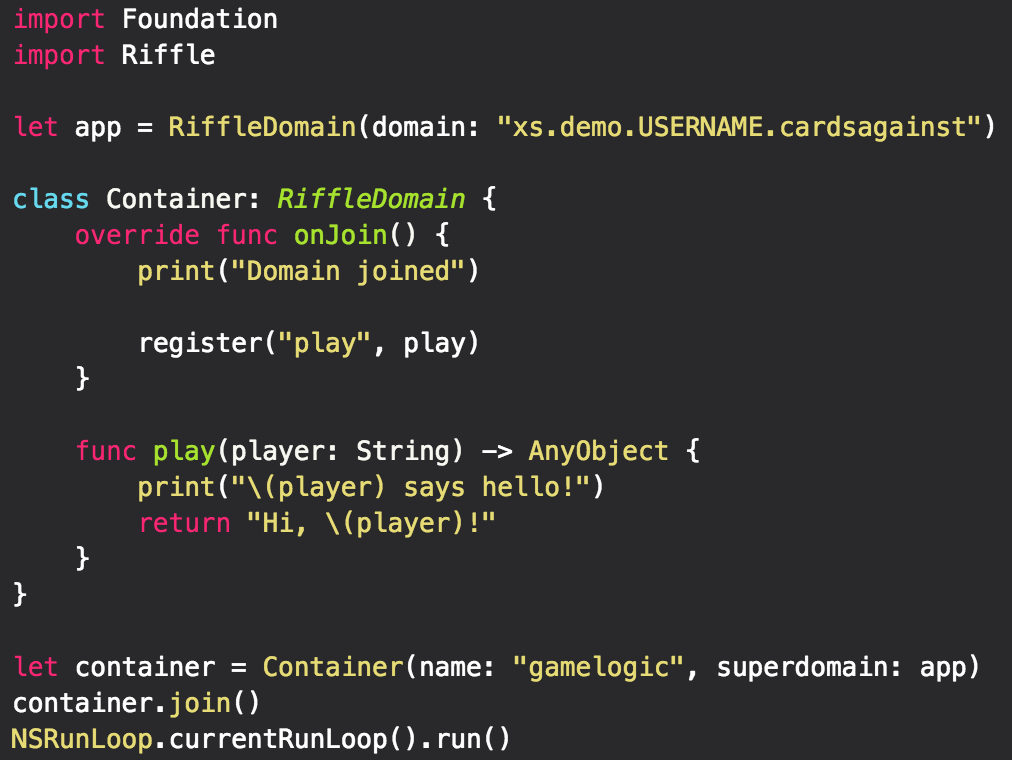 import Foundation
import Riffle
let app = RiffleDomain(domain: "xs.demo.USERNAME.cardsagainst")
class Container: RiffleDomain {
    override func onJoin() {
        print("Domain joined")
        register("play", play)
    }
    func play(player: String) -> AnyObject {
        print("\(player) says hello!")
        return "Hi, \(player)!"
    }
}
let container = Container(name: "gamelogic", superdomain: app)
container.join()
NSRunLoop.currentRunLoop().run()